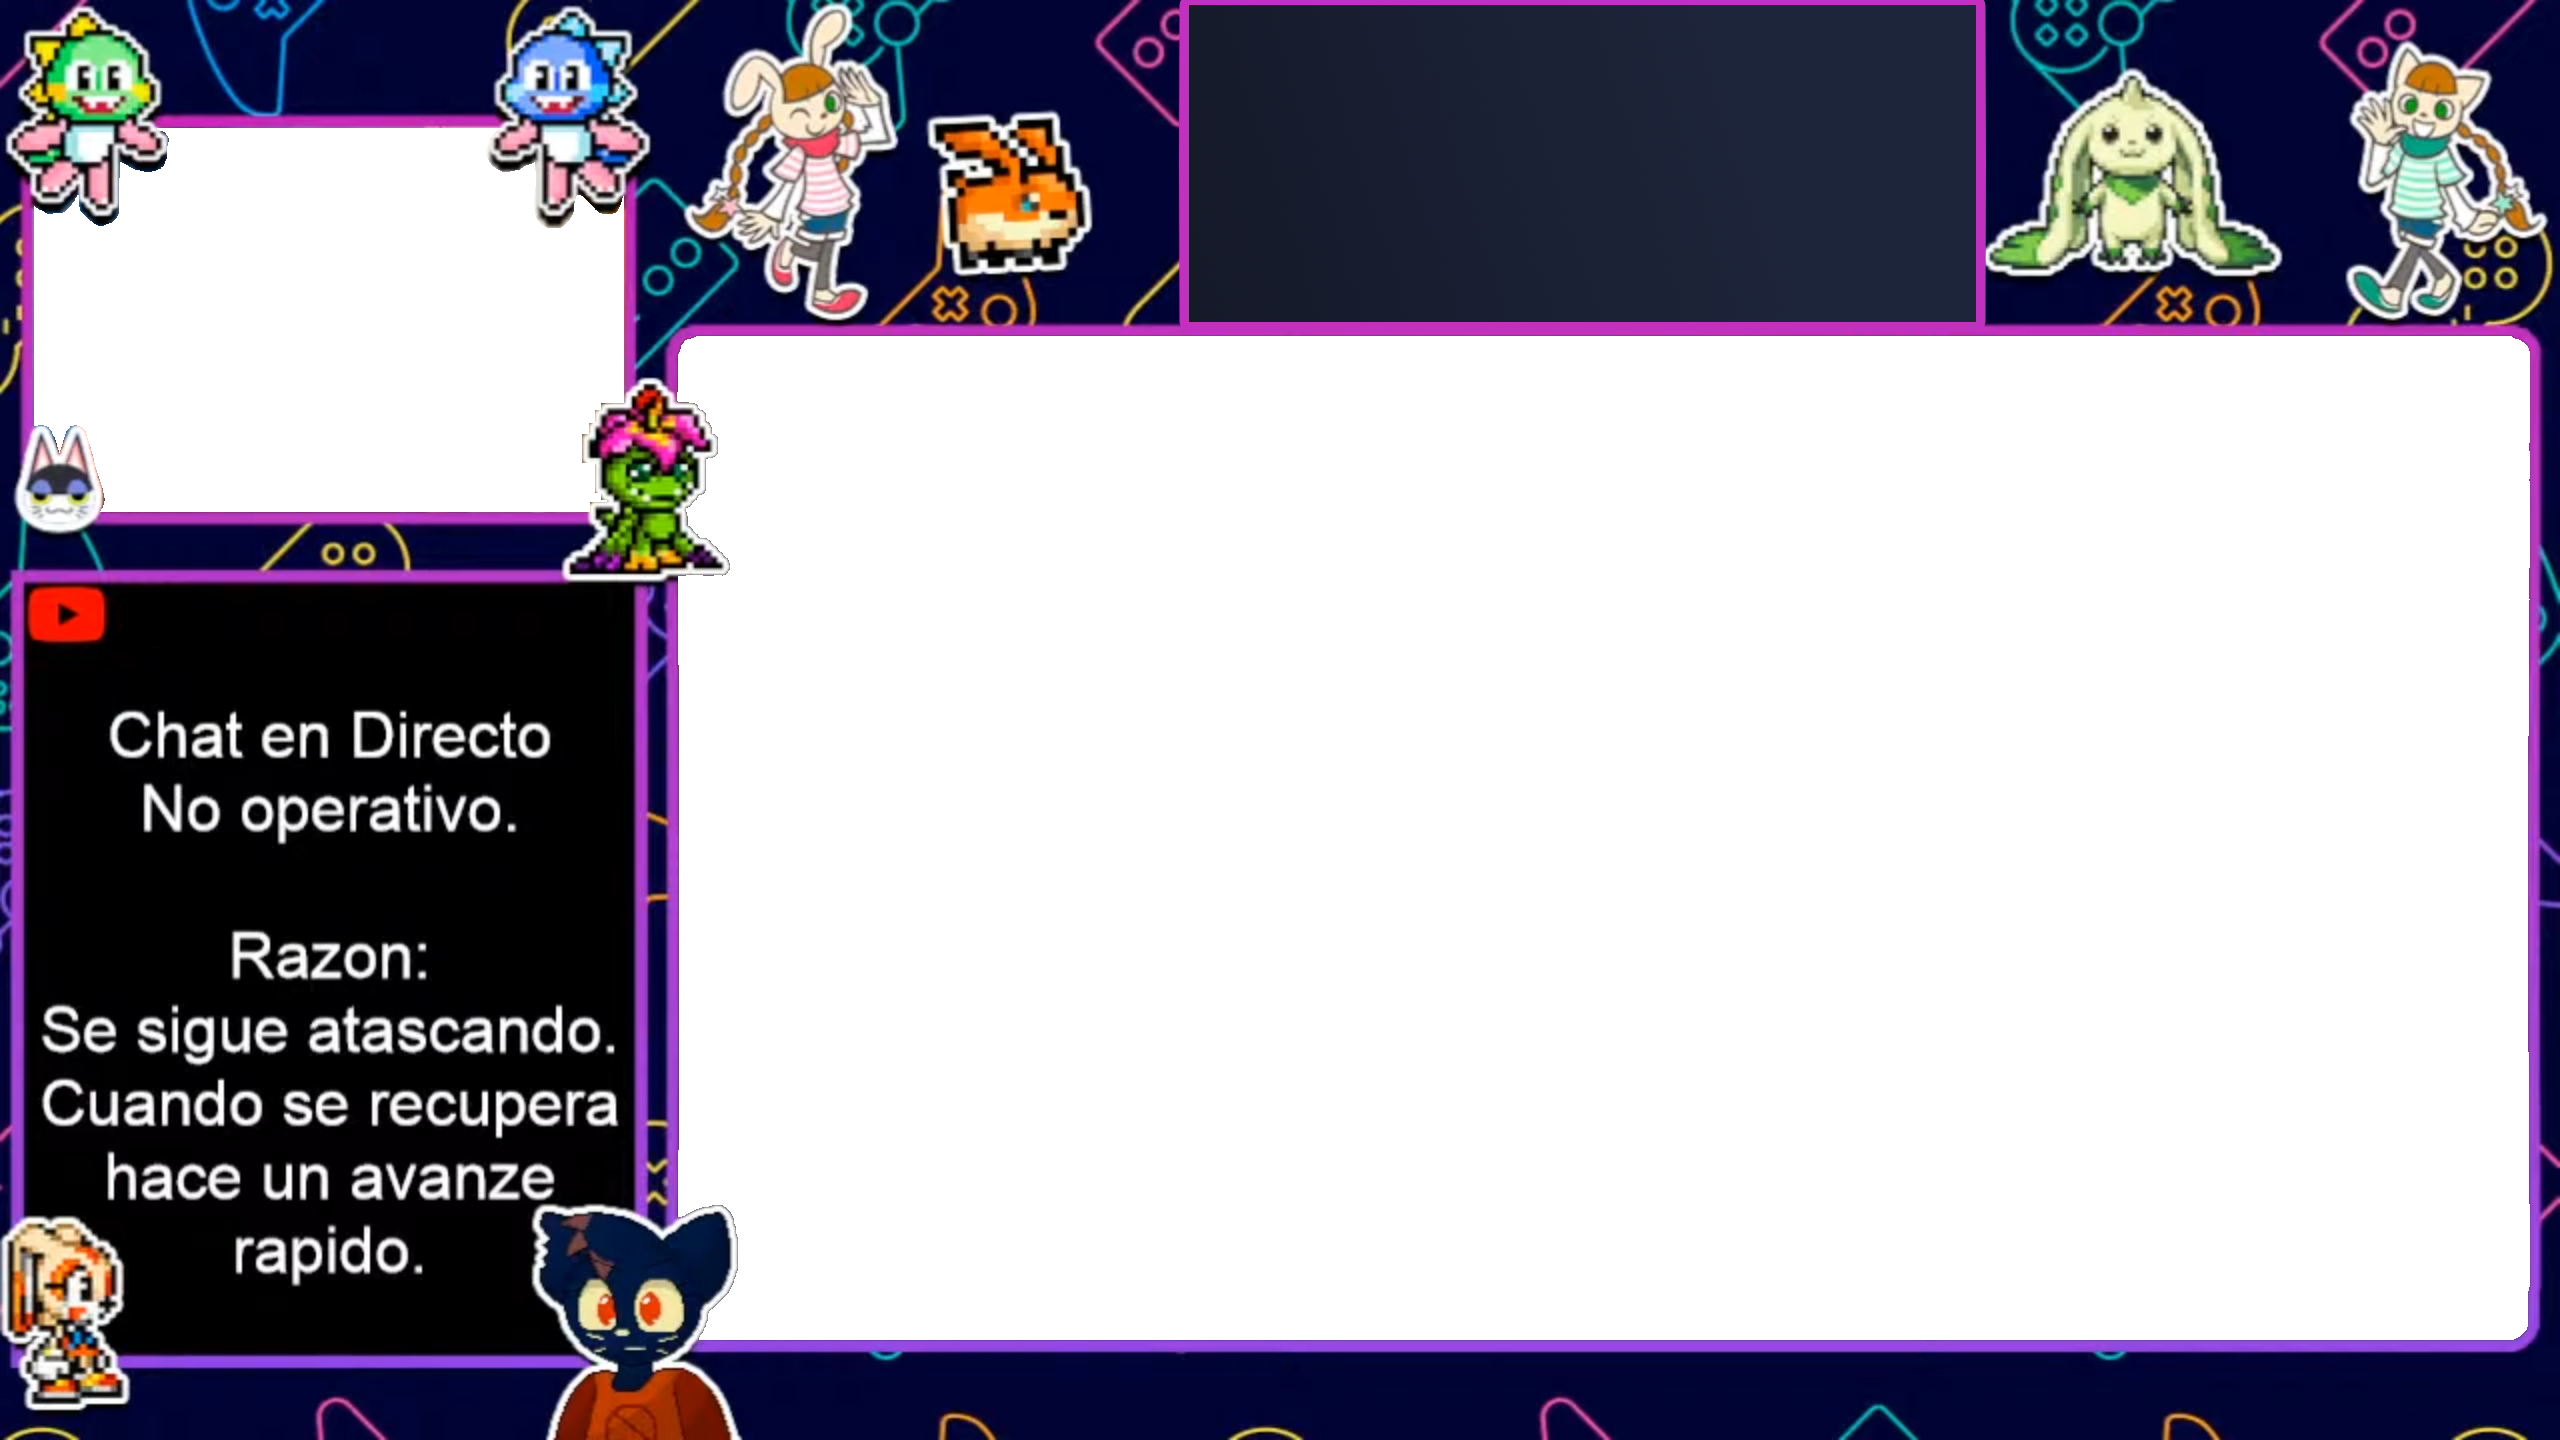 Chat en Directo
No operativo.
Razon:
Se sigue atascando.
Cuando se recupera
hace un avanze
rapido.